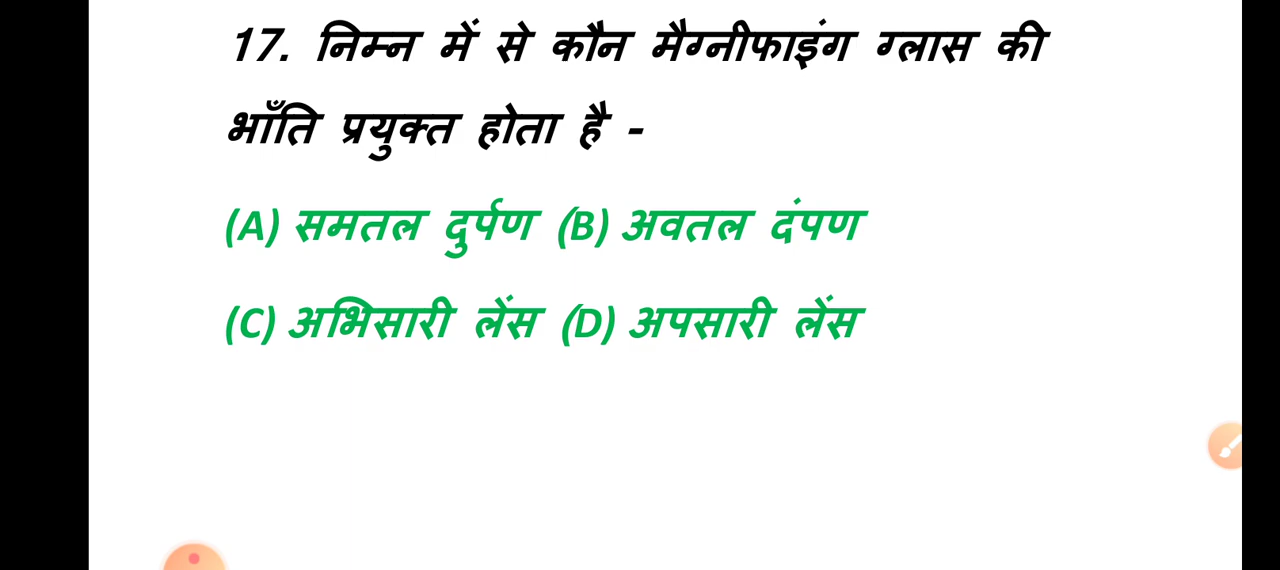 17. निम्न में से कौन मैग्नीफाइंग ग्लास की
भाँति प्रयुक्त होता है -
(A) समतल दुर्पण (B) अवतल दंपण
(C) अभिसारी लेंस (D) अपसारी लेंस